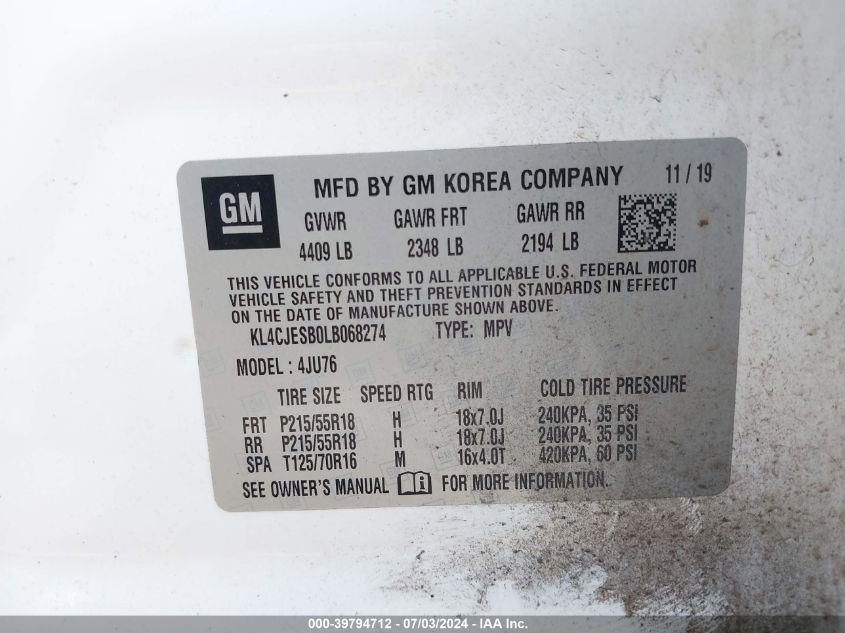 GM
MFD BY GM KOREA COMPANY 11 / 19
GVWR GAWR FRT GAWR RR
4409 LB 2348 LB 2194 LB
THIS VEHICLE CONFORMS TO ALL APPLICABLE U.S. FEDERAL MOTOR
VEHICLE SAFETY AND THEFT PREVENTION STANDARDS IN EFFECT
ON THE DATE OF MANUFACTURE SHOWN ABOVE.
KL4CJESB0LB068274 TYPE: MPV
MODEL : 4JU76
TIRE SIZE SPEED RTG RIM COLD TIRE PRESSURE
FRT P215/55R18 H 18x7.0J 240KPA, 35 PSI
RR P215/55R18 H 18x7.0J 240KPA, 35 PSI
SPA T125/70R16 M 16x4.0T 420KPA, 60 PSI
SEE OWNER'S MANUAL FOR MORE INFORMATION.
000-39794712 / 07/03/2024 - IAA Inc.